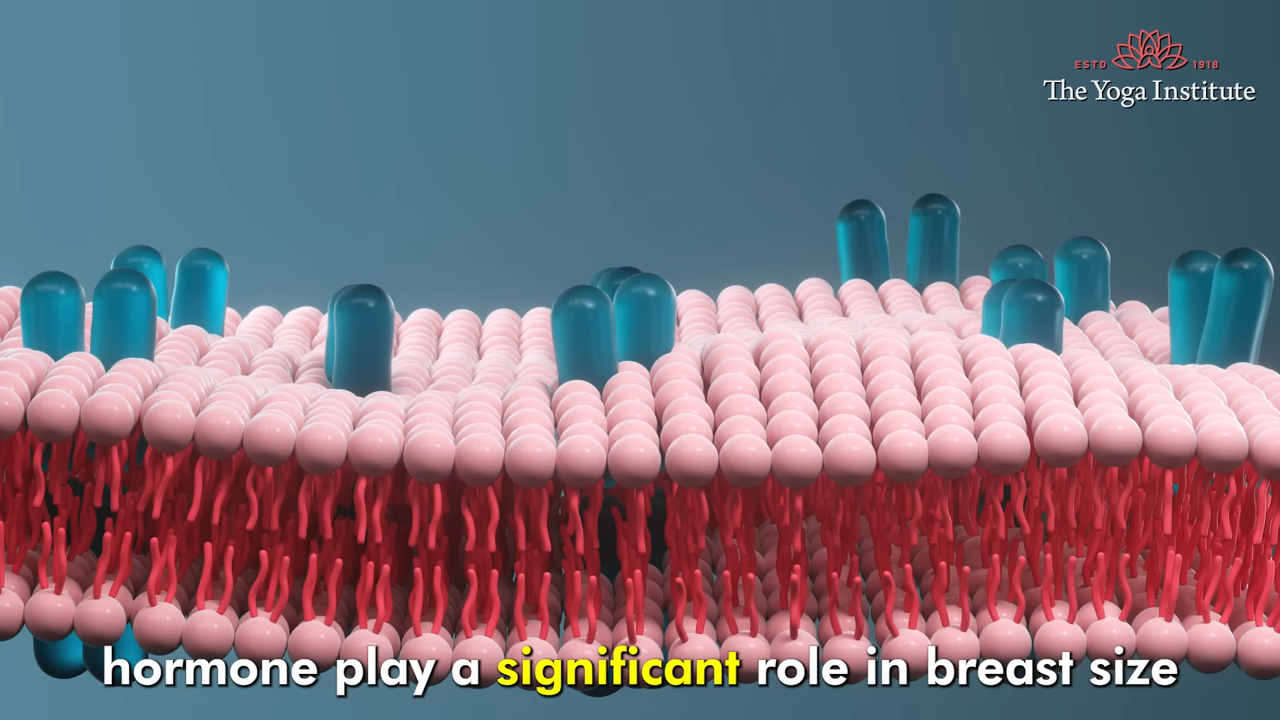 ESTD 1918
The Yoga Institute
hormone play a significant role in breast size